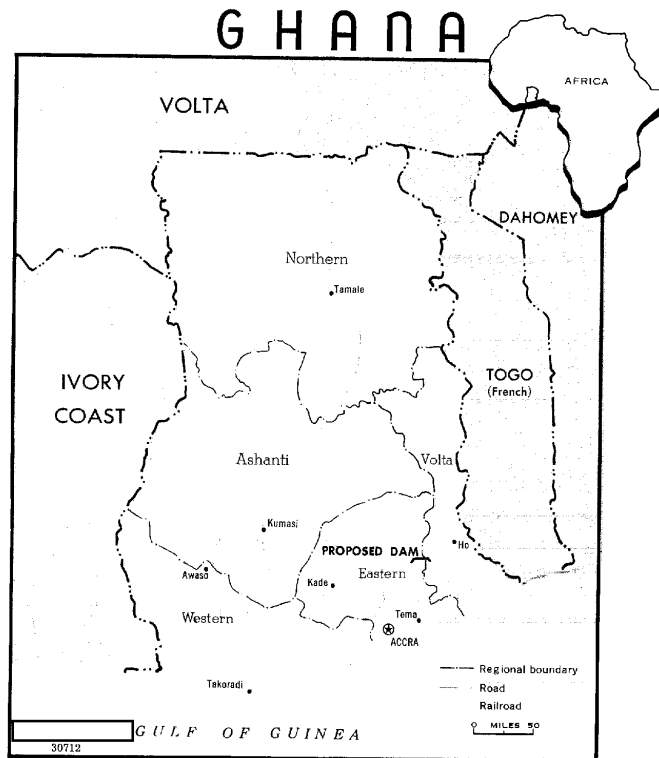 GHANA
AFRICA
VOLTA
DAHOMEY
Northern
Tamale
IVORY
COAST
TOGO
(French)
Ashanti
Volta
Kumasi
PROPOSED DAM
Ho
Awaso
Kade
Eastern
Western
Tema
ACCRA
Takoradi
Regional boundary
Road
Railroad
0 MILES 50
GULF OF GUINEA
30712